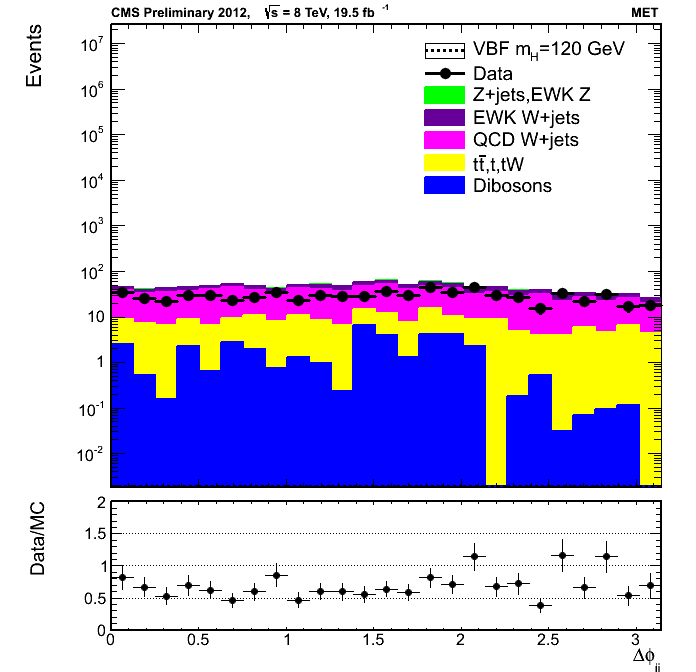 CMS Preliminary 2012, √s = 8 TeV, 19.5 fb⁻¹ MET
Events
10⁷
10⁶
10⁵
10⁴
10³
10²
10
1
10⁻¹
10⁻²
VBF m_H=120 GeV
Data
Z+jets,EWK Z
EWK W+jets
QCD W+jets
tt̄,t,tW
Dibosons
Data/MC
2
1.5
1
0.5
0
0 0.5 1 1.5 2 2.5 3
Δϕ_jj